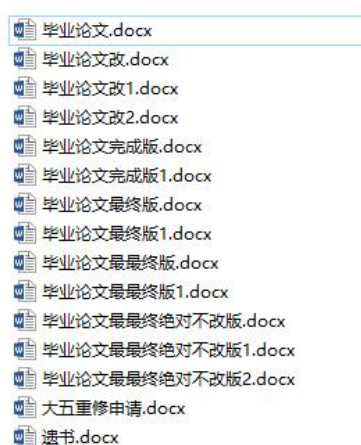 毕业论文.docx
毕业论文改.docx
毕业论文改1.docx
毕业论文改2.docx
毕业论文完成版.docx
毕业论文完成版1.docx
毕业论文最终版.docx
毕业论文最终版1.docx
毕业论文最最终版.docx
毕业论文最最终版1.docx
毕业论文最最终绝对不改版.docx
毕业论文最最终绝对不改版1.docx
毕业论文最最终绝对不改版2.docx
大五重修申请.docx
遗书.docx